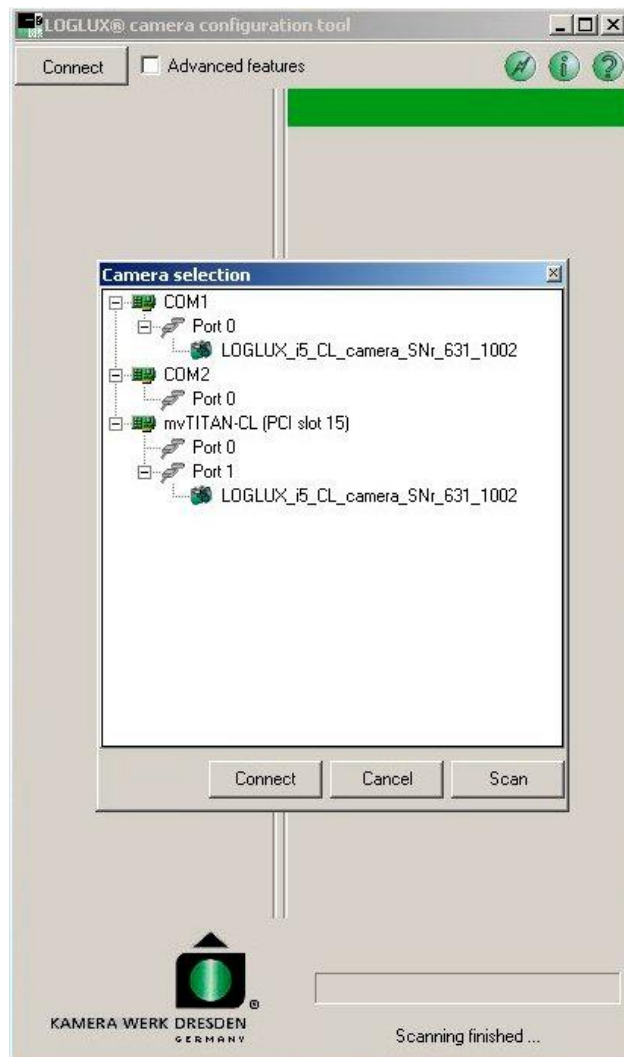 LOGLUX® camera configuration tool
Connect Advanced features
Camera selection
COM1
Port 0
LOGLUX_i5_CL_camera_SNr_631_1002
COM2
Port 0
mvTITAN-CL (PCI slot 15)
Port 0
Port 1
LOGLUX_i5_CL_camera_SNr_631_1002
Connect Cancel Scan
®
KAMERA WERK DRESDEN
GERMANY
Scanning finished ...